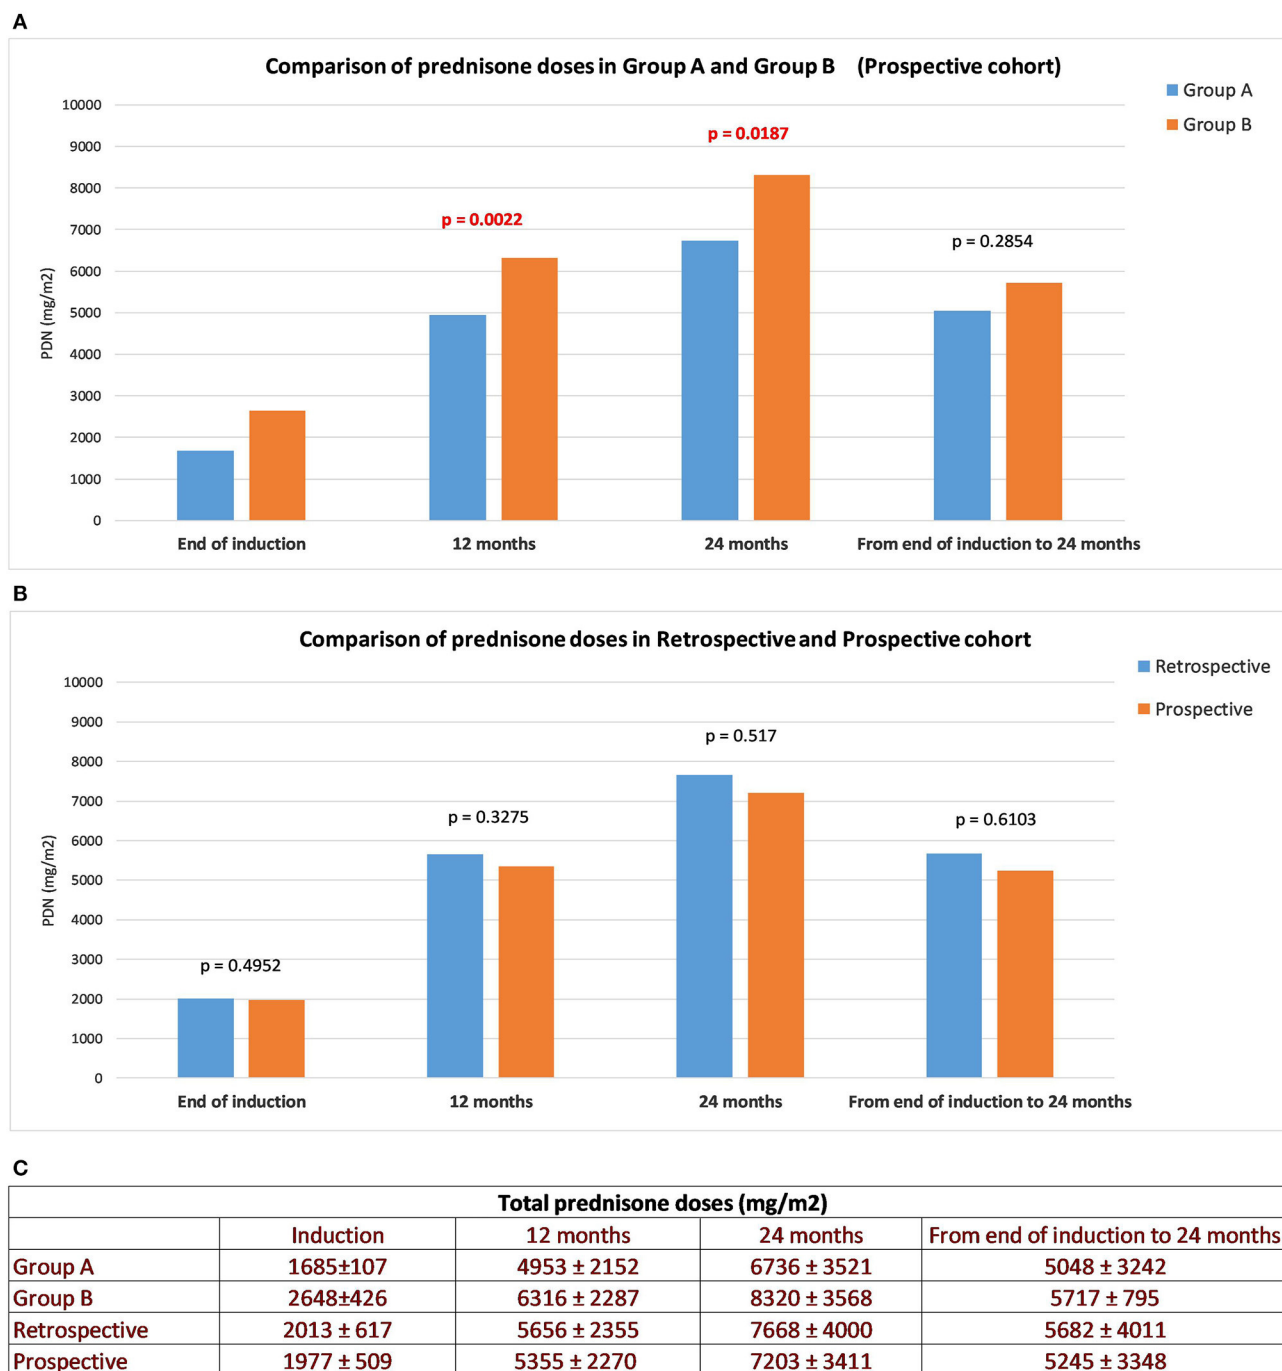 A
Comparison of prednisone doses in Group A and Group B (Prospective cohort)
Group A
Group B
10000
9000
8000
7000
6000
5000
4000
3000
2000
1000
0
PDN (mg/m2)
p = 0.0022
p = 0.0187
p = 0.2854
End of induction 12 months 24 months From end of induction to 24 months
B
Comparison of prednisone doses in Retrospective and Prospective cohort
Retrospective
Prospective
10000
9000
8000
7000
6000
5000
4000
3000
2000
1000
0
PDN (mg/m2)
p = 0.4952
p = 0.3275
p = 0.517
p = 0.6103
End of induction 12 months 24 months From end of induction to 24 months
C
Total prednisone doses (mg/m2)
Induction 12 months 24 months From end of induction to 24 months
Group A 1685±107 4953 ± 2152 6736 ± 3521 5048 ± 3242
Group B 2648±426 6316 ± 2287 8320 ± 3568 5717 ± 795
Retrospective 2013 ± 617 5656 ± 2355 7668 ± 4000 5682 ± 4011
Prospective 1977 ± 509 5355 ± 2270 7203 ± 3411 5245 ± 3348